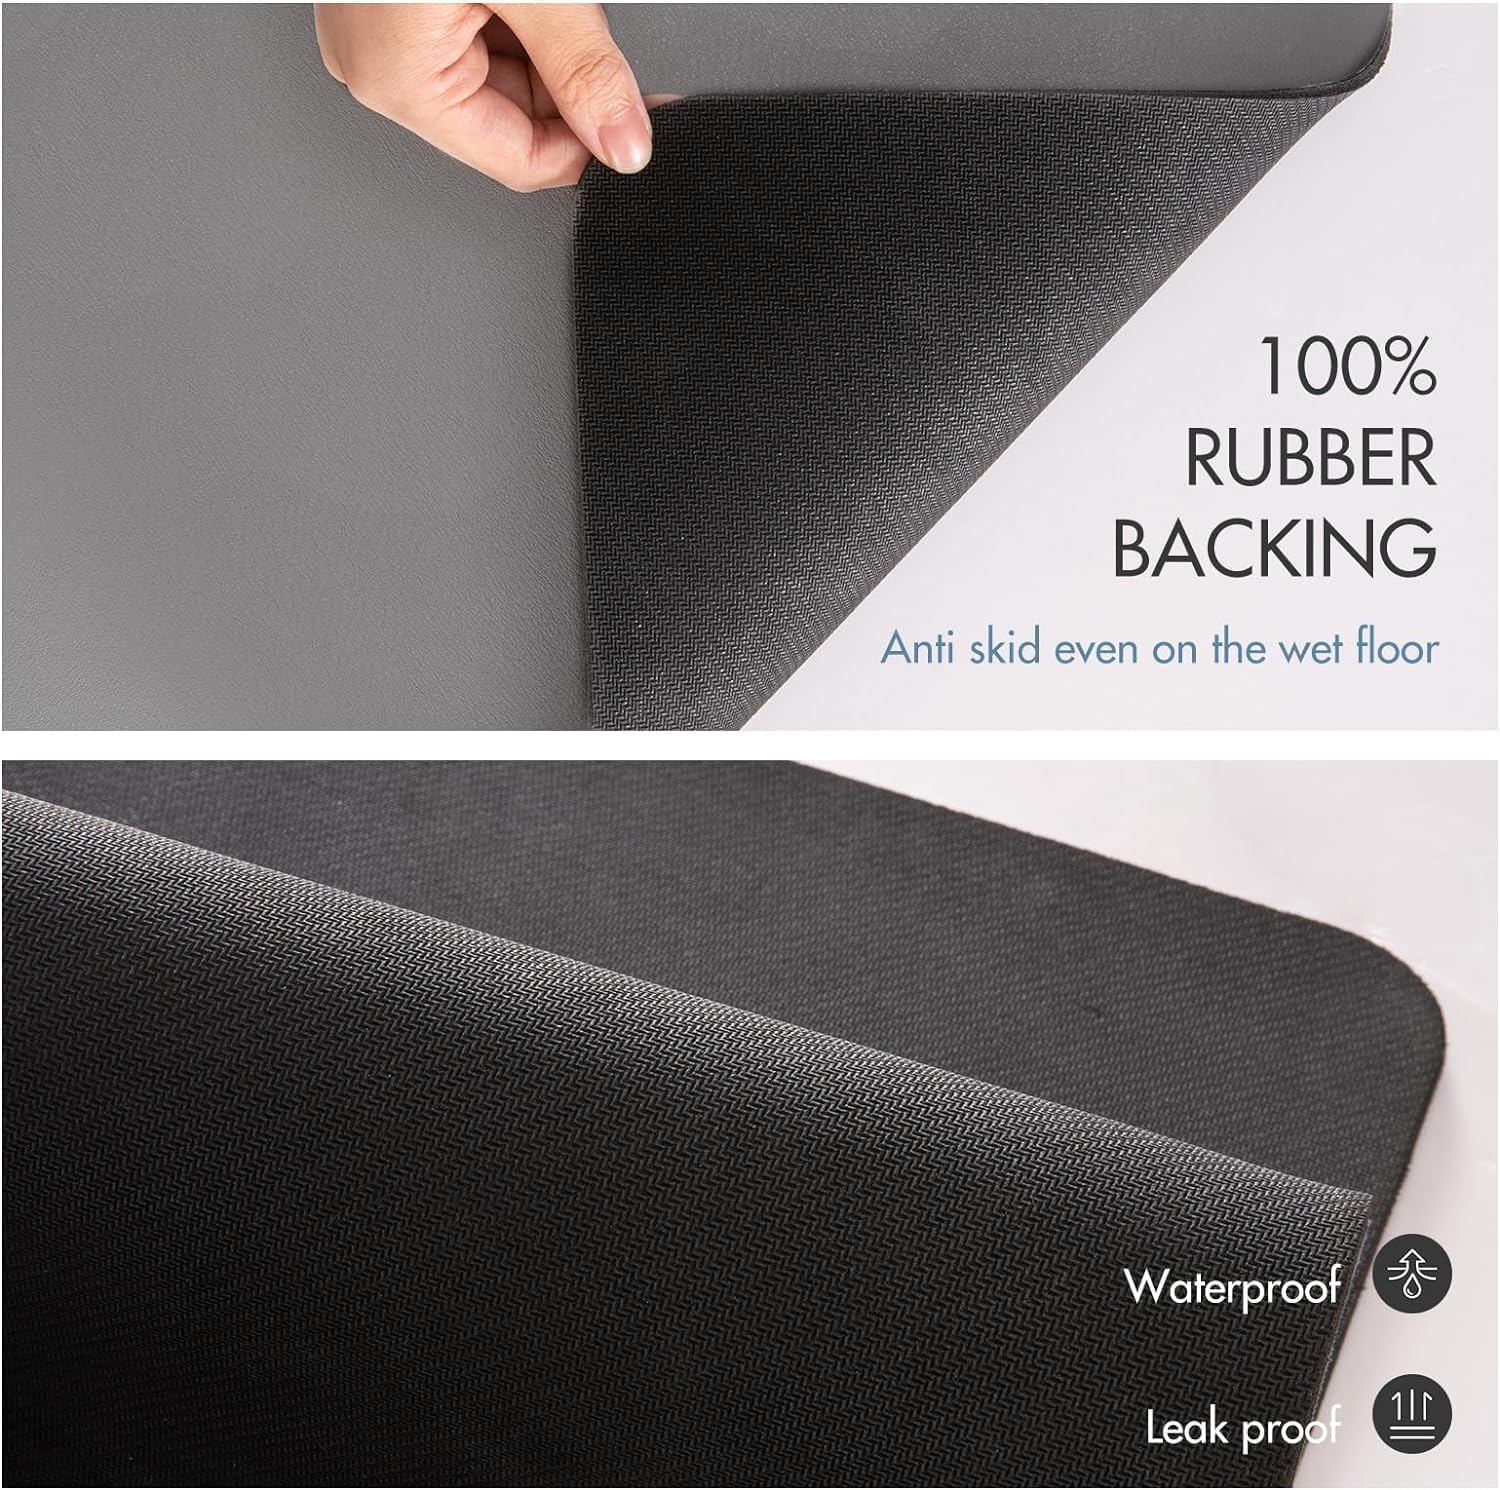 100%
RUBBER
BACKING
Anti skid even on the wet floor
Waterproof
Leak proof